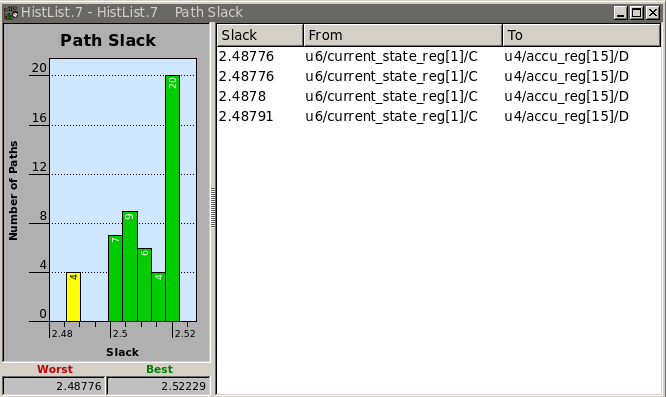 HistList.7 - HistList.7    Path Slack
Path Slack
Number of Paths
20
16
12
8
4
0
4
7
9
6
4
20
2.48
2.5
2.52
Slack
Worst Best
2.48776 2.52229
Slack From To
2.48776 u6/current_state_reg[1]/C u4/accu_reg[15]/D
2.48776 u6/current_state_reg[1]/C u4/accu_reg[15]/D
2.4878 u6/current_state_reg[1]/C u4/accu_reg[15]/D
2.48791 u6/current_state_reg[1]/C u4/accu_reg[15]/D